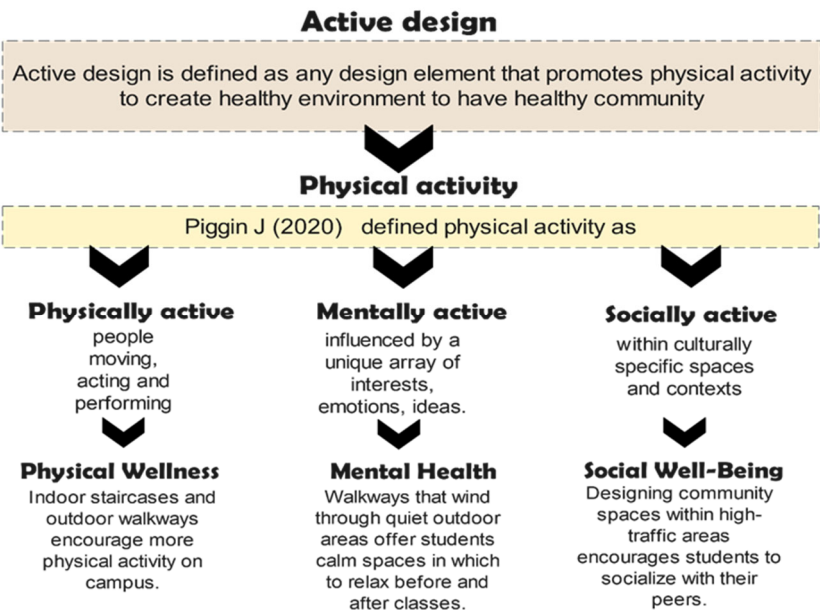 Active design
Active design is defined as any design element that promotes physical activity
to create healthy environment to have healthy community
Physical activity
Piggin J (2020) defined physical activity as
Physically active
people
moving,
acting and
performing
Mentally active
influenced by a
unique array of
interests,
emotions, ideas.
Socially active
within culturally
specific spaces
and contexts
Physical Wellness
Indoor staircases and
outdoor walkways
encourage more
physical activity on
campus.
Mental Health
Walkways that wind
through quiet outdoor
areas offer students
calm spaces in which
to relax before and
after classes.
Social Well-Being
Designing community
spaces within high-
traffic areas
encourages students to
socialize with their
peers.